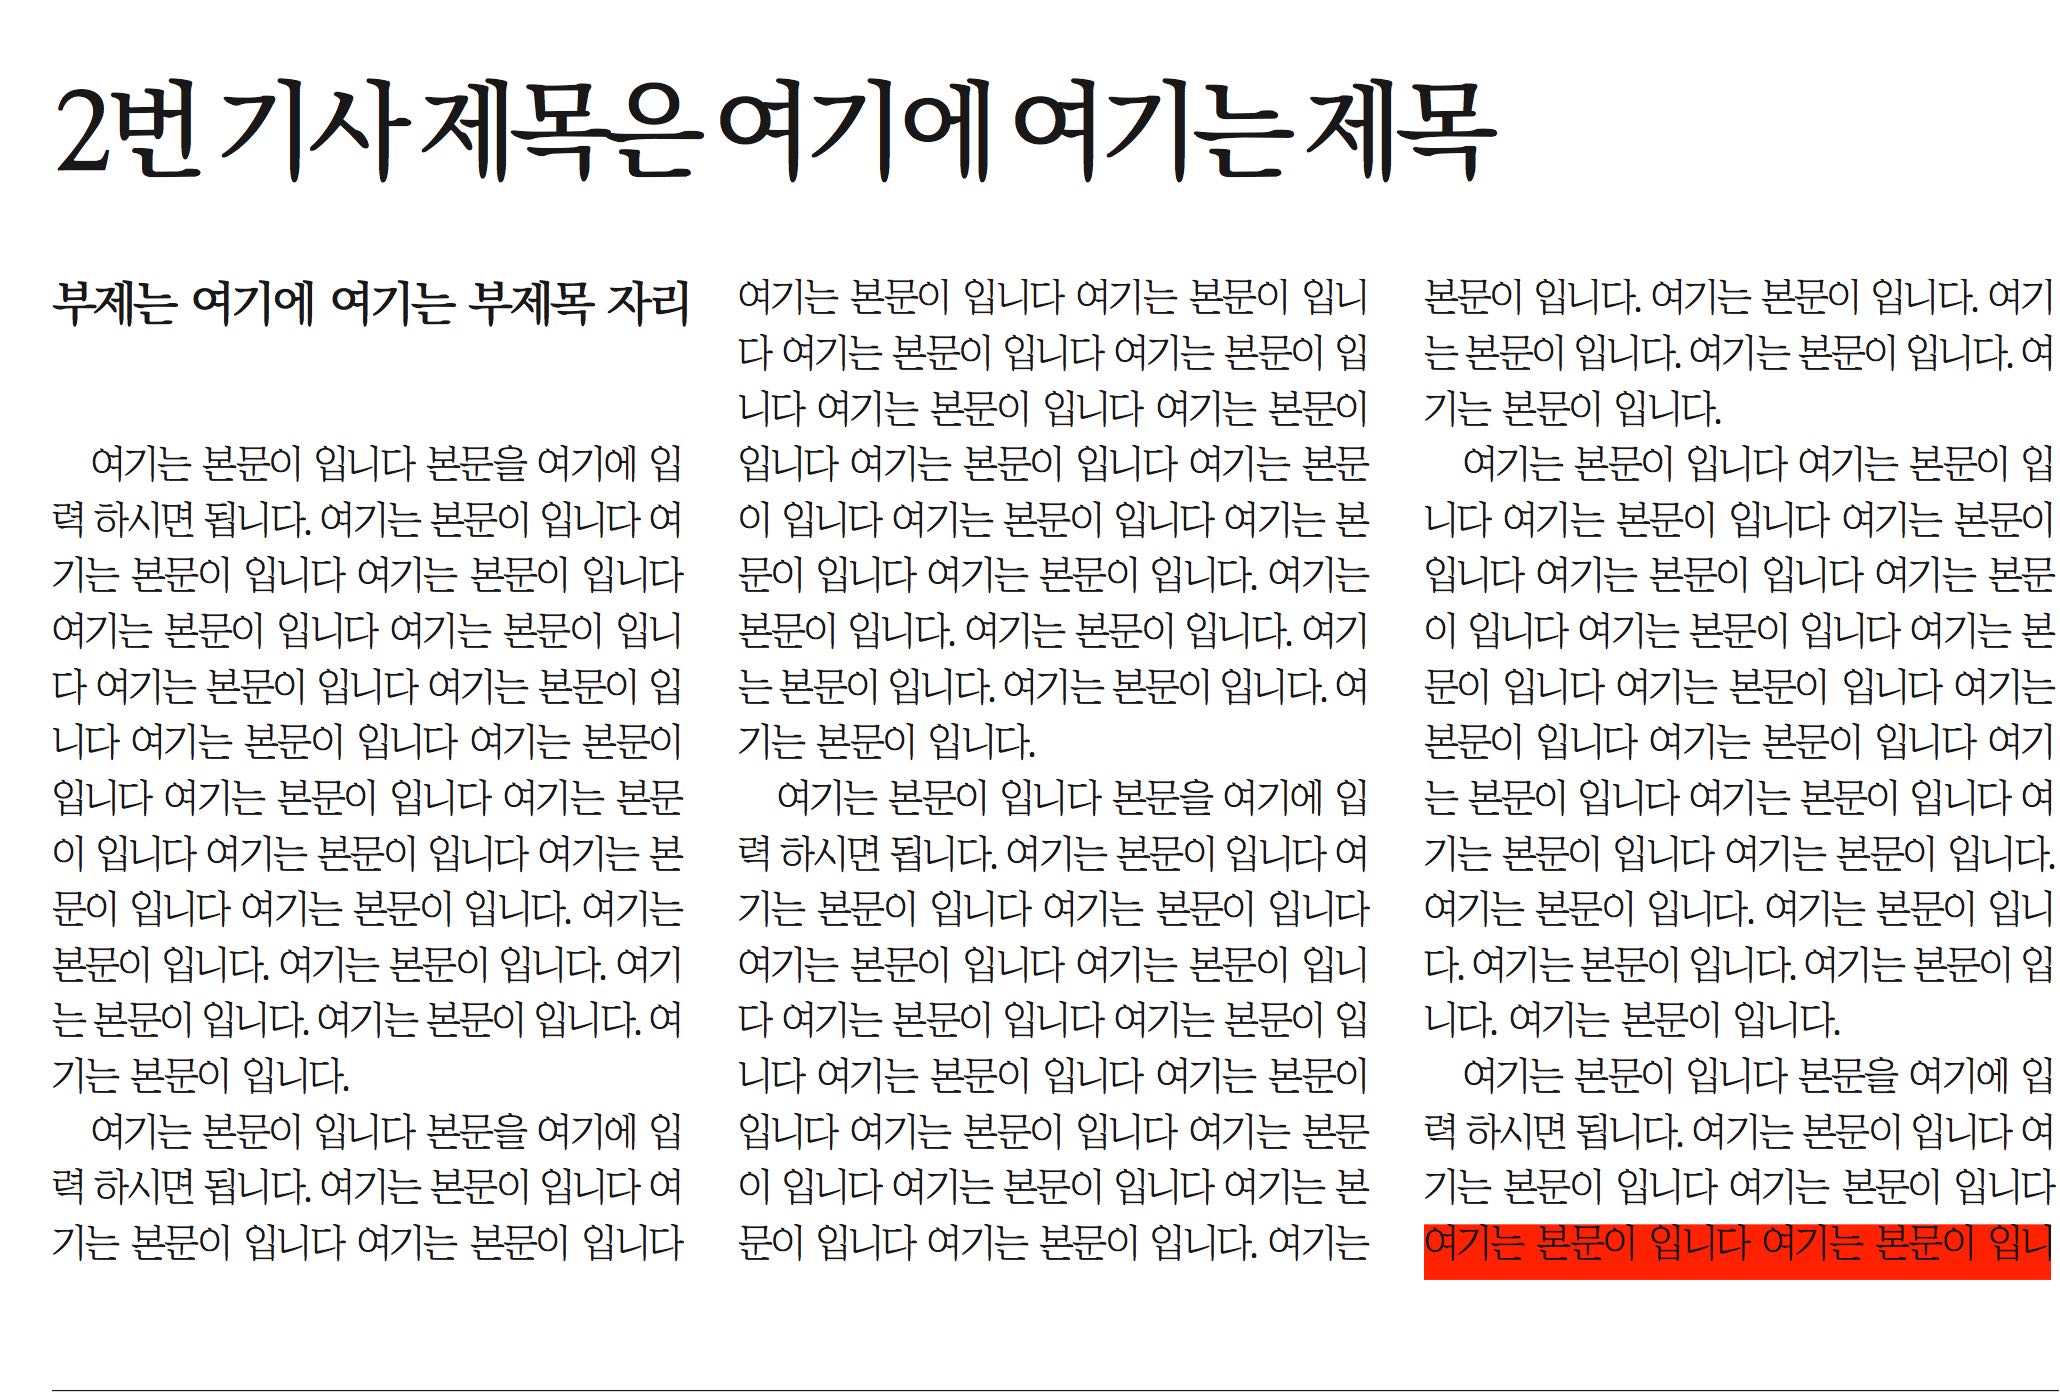 2번 기사 제목은 여기에 여기는 제목
부제는 여기에 여기는 부제목 자리
여기는 본문이 입니다 본문을 여기에 입
력 하시면 됩니다. 여기는 본문이 입니다 여
기는 본문이 입니다 여기는 본문이 입니다
여기는 본문이 입니다 여기는 본문이 입니
다 여기는 본문이 입니다 여기는 본문이 입
니다 여기는 본문이 입니다 여기는 본문이
입니다 여기는 본문이 입니다 여기는 본문
이 입니다 여기는 본문이 입니다 여기는 본
문이 입니다 여기는 본문이 입니다. 여기는
본문이 입니다. 여기는 본문이 입니다. 여기
는 본문이 입니다. 여기는 본문이 입니다. 여
기는 본문이 입니다.
여기는 본문이 입니다 본문을 여기에 입
력 하시면 됩니다. 여기는 본문이 입니다 여
기는 본문이 입니다 여기는 본문이 입니다
여기는 본문이 입니다 여기는 본문이 입니
다 여기는 본문이 입니다 여기는 본문이 입
니다 여기는 본문이 입니다 여기는 본문이
입니다 여기는 본문이 입니다 여기는 본문
이 입니다 여기는 본문이 입니다 여기는 본
문이 입니다 여기는 본문이 입니다. 여기는
본문이 입니다. 여기는 본문이 입니다. 여기
는 본문이 입니다. 여기는 본문이 입니다. 여
기는 본문이 입니다.
여기는 본문이 입니다 본문을 여기에 입
력 하시면 됩니다. 여기는 본문이 입니다 여
기는 본문이 입니다 여기는 본문이 입니다
여기는 본문이 입니다 여기는 본문이 입니
다 여기는 본문이 입니다 여기는 본문이 입
니다 여기는 본문이 입니다 여기는 본문이
입니다 여기는 본문이 입니다 여기는 본문
이 입니다 여기는 본문이 입니다 여기는 본
문이 입니다 여기는 본문이 입니다. 여기는
본문이 입니다. 여기는 본문이 입니다. 여기
는 본문이 입니다. 여기는 본문이 입니다. 여
기는 본문이 입니다.
여기는 본문이 입니다 여기는 본문이 입
니다 여기는 본문이 입니다 여기는 본문이
입니다 여기는 본문이 입니다 여기는 본문
이 입니다 여기는 본문이 입니다 여기는 본
문이 입니다 여기는 본문이 입니다 여기는
본문이 입니다 여기는 본문이 입니다 여기
는 본문이 입니다 여기는 본문이 입니다 여
기는 본문이 입니다 여기는 본문이 입니다.
여기는 본문이 입니다. 여기는 본문이 입니
다. 여기는 본문이 입니다. 여기는 본문이 입
니다. 여기는 본문이 입니다.
여기는 본문이 입니다 본문을 여기에 입
력 하시면 됩니다. 여기는 본문이 입니다 여
기는 본문이 입니다 여기는 본문이 입니다
여기는 본문이 입니다 여기는 본문이 입니